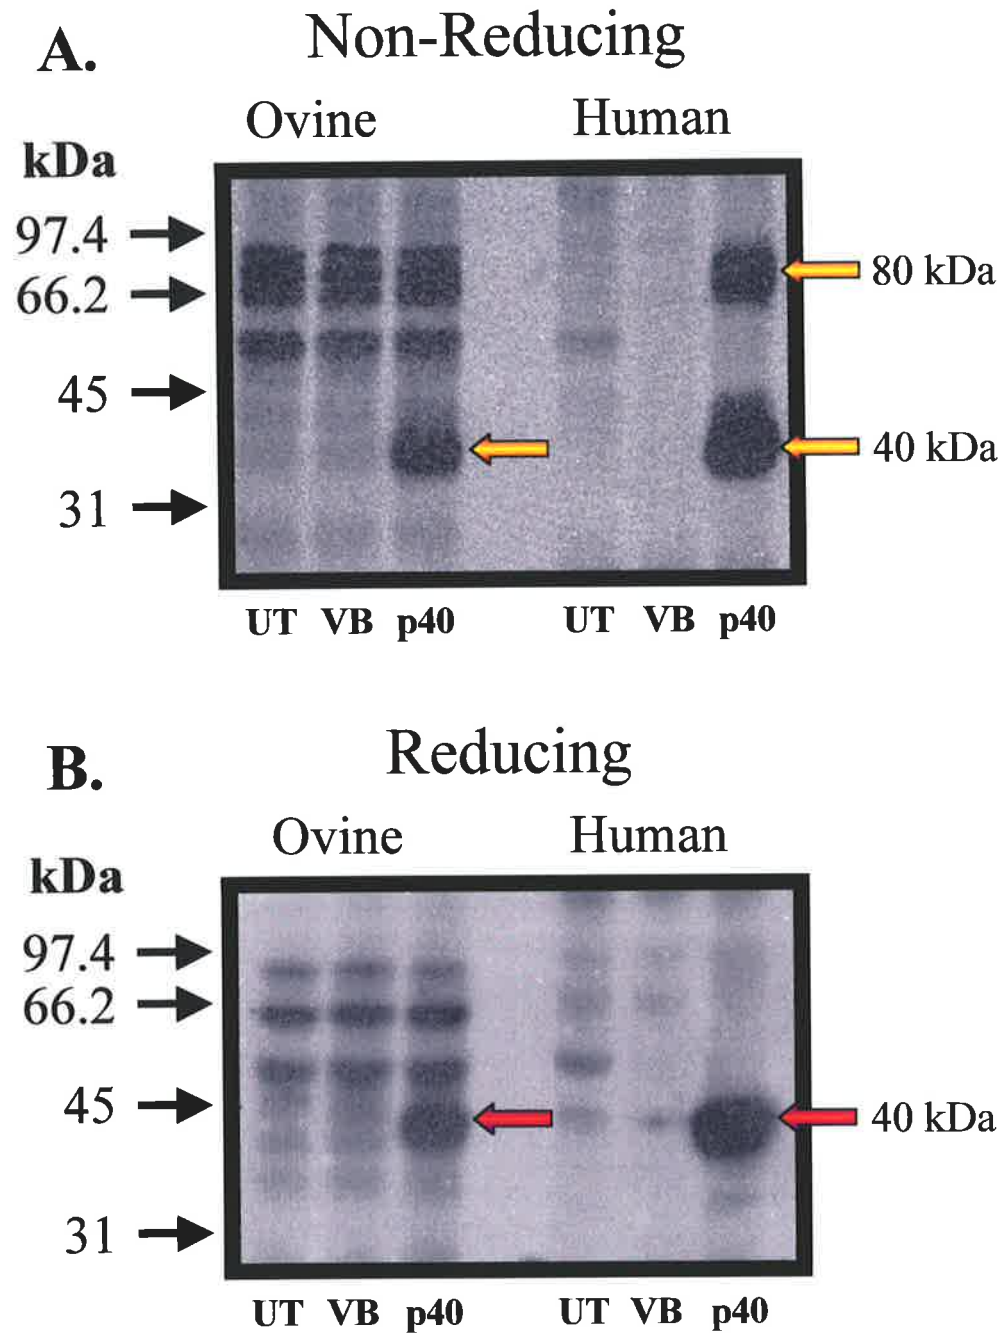 A.
Non-Reducing
Ovine Human
kDa
97.4
66.2
45
31
80 kDa
40 kDa
UT VB p40 UT VB p40
B.
Reducing
Ovine Human
kDa
97.4
66.2
45
31
40 kDa
UT VB p40 UT VB p40